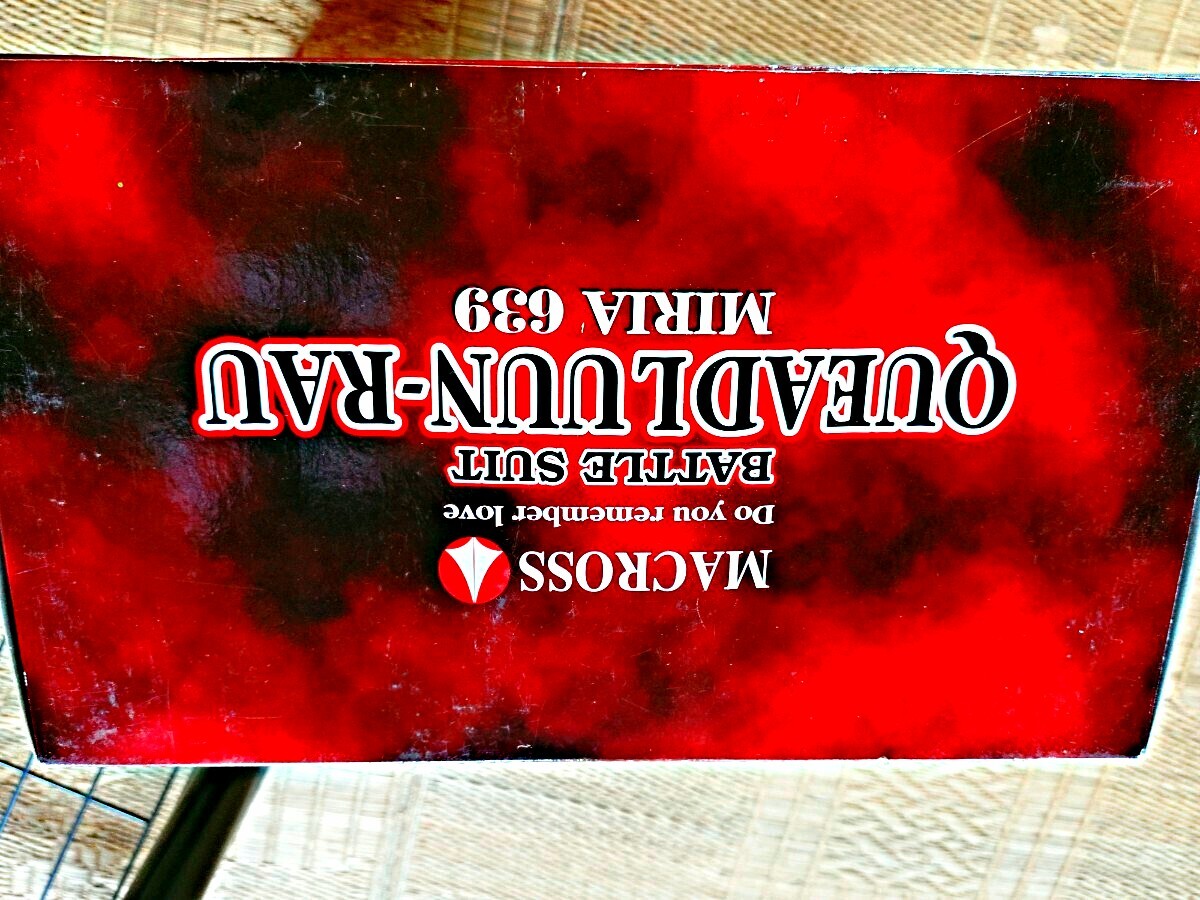 MACROSS
Do you remember love
BATTLE SUIT
QUEADLUUN-RAU
MIRIA 639